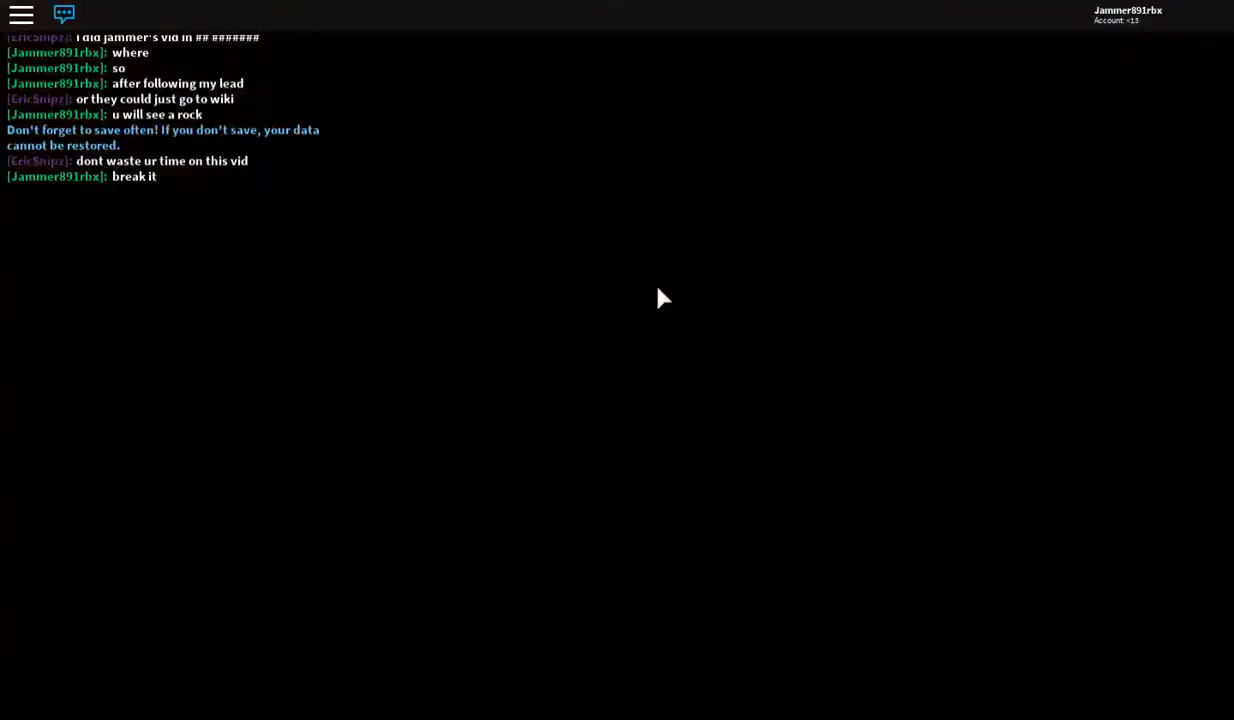 Jammer891rbx
Account: <13
[EricSnipz]: i did jammer's vid in ## #######
[Jammer891rbx]: where
[Jammer891rbx]: so
[Jammer891rbx]: after following my lead
[EricSnipz]: or they could just go to wiki
[Jammer891rbx]: u will see a rock
Don't forget to save often! If you don't save, your data
cannot be restored.
[EricSnipz]: dont waste ur time on this vid
[Jammer891rbx]: break it